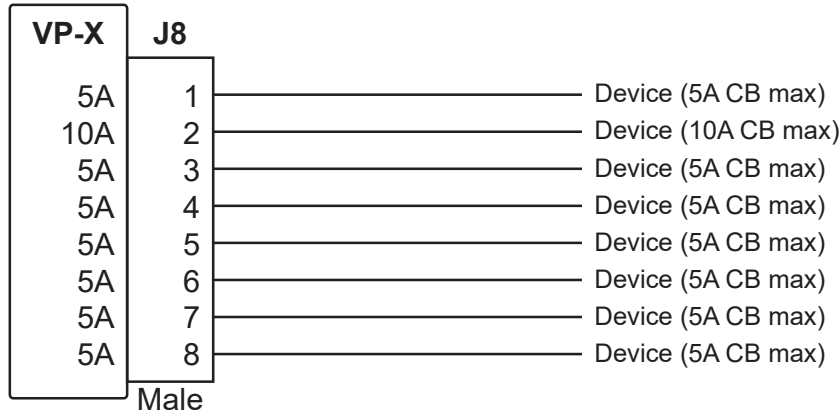 VP-X J8
5A 1 Device (5A CB max)
10A 2 Device (10A CB max)
5A 3 Device (5A CB max)
5A 4 Device (5A CB max)
5A 5 Device (5A CB max)
5A 6 Device (5A CB max)
5A 7 Device (5A CB max)
5A 8 Device (5A CB max)
Male